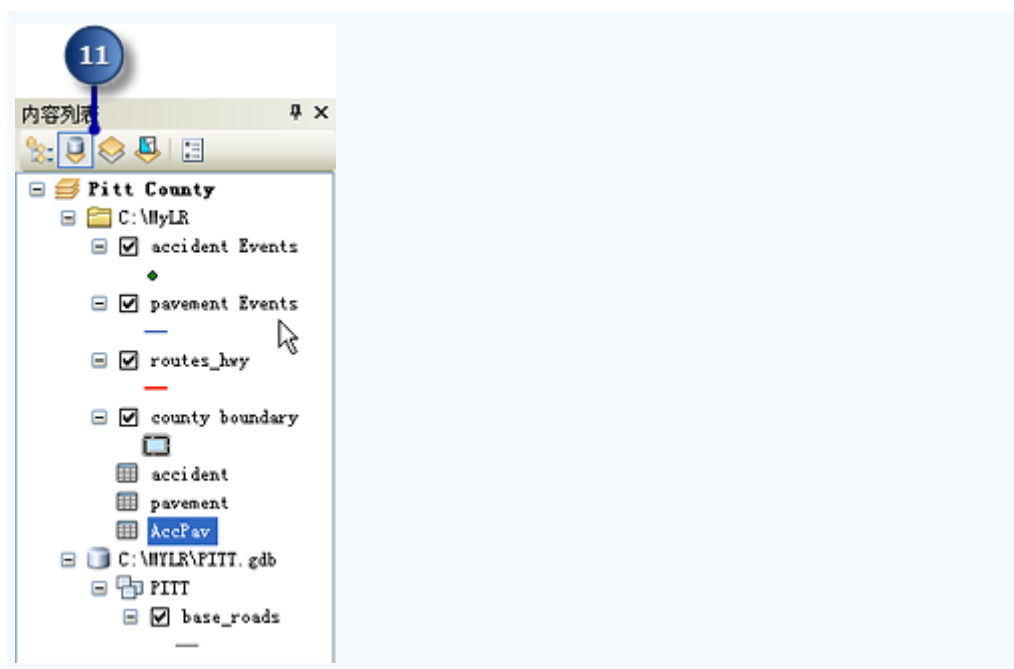 11
内容列表
Pitt County
C:\MyLR
accident Events
pavement Events
routes_hwy
county boundary
accident
pavement
AccPav
C:\MYLR\PITT.gdb
PITT
base_roads